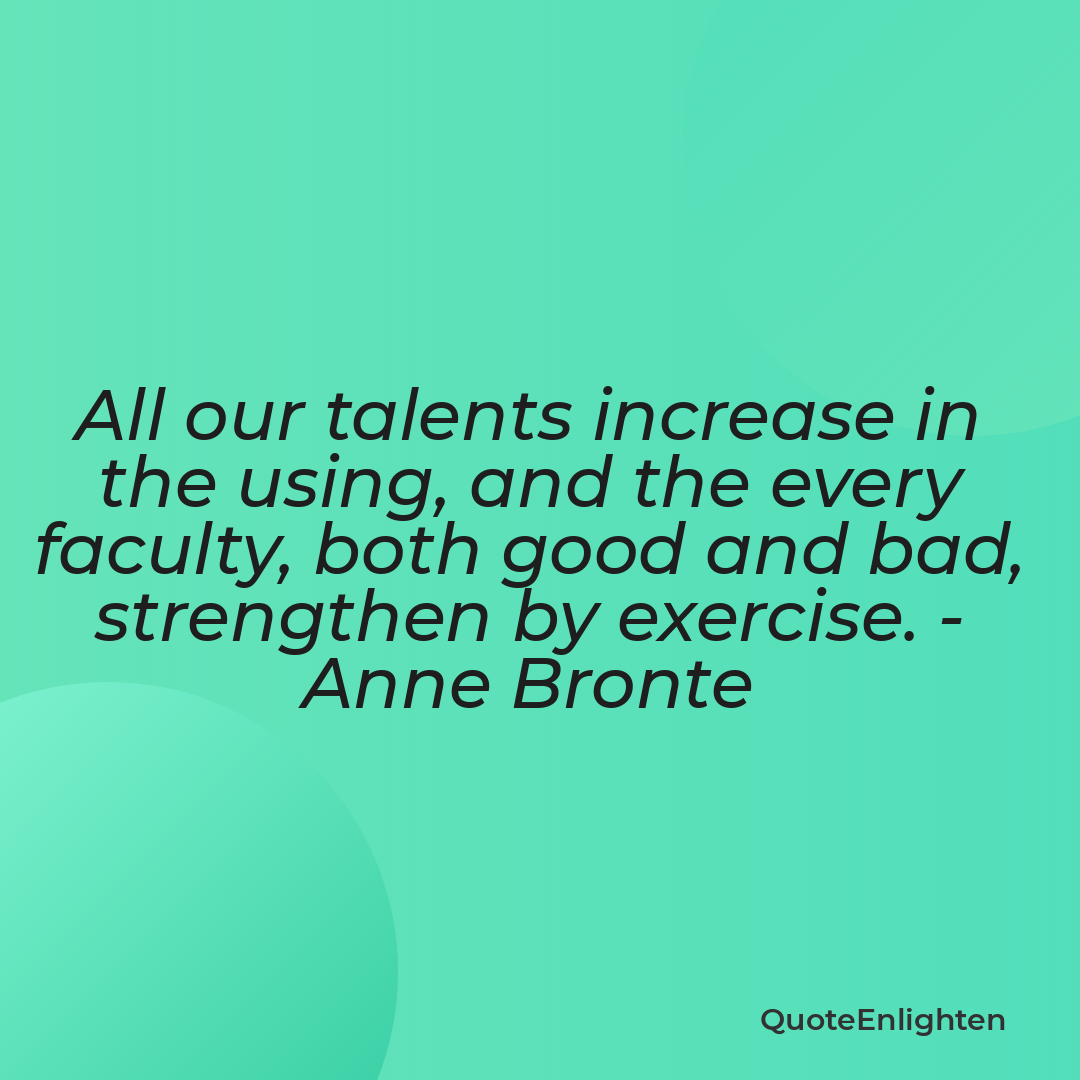 All our talents increase in
the using, and the every
faculty, both good and bad,
strengthen by exercise. -
Anne Bronte
QuoteEnlighten